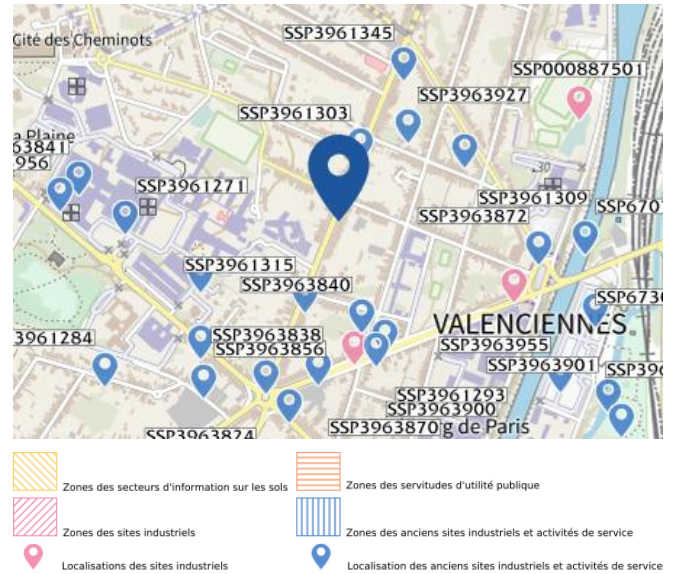 SSP3961345
Cité des Cheminots
SSP000887501
SSP3963927
SSP3961303
a Plaine
63841
956
30
SSP3961271
SSP3961309
SSP670
SSP3963872
SSP3961315
SSP3963840
SSP6730
VALENCIENNES
3961284
SSP3963838
SSP3963856
SSP3963955
SSP3963901
SSP396
SSP3961293
SSP3963900
SSP3963870
g de Paris
SSP3963874
Zones des secteurs d'information sur les sols
Zones des servitudes d'utilité publique
Zones des sites industriels
Zones des anciens sites industriels et activités de service
Localisations des sites industriels
Localisation des anciens sites industriels et activités de service